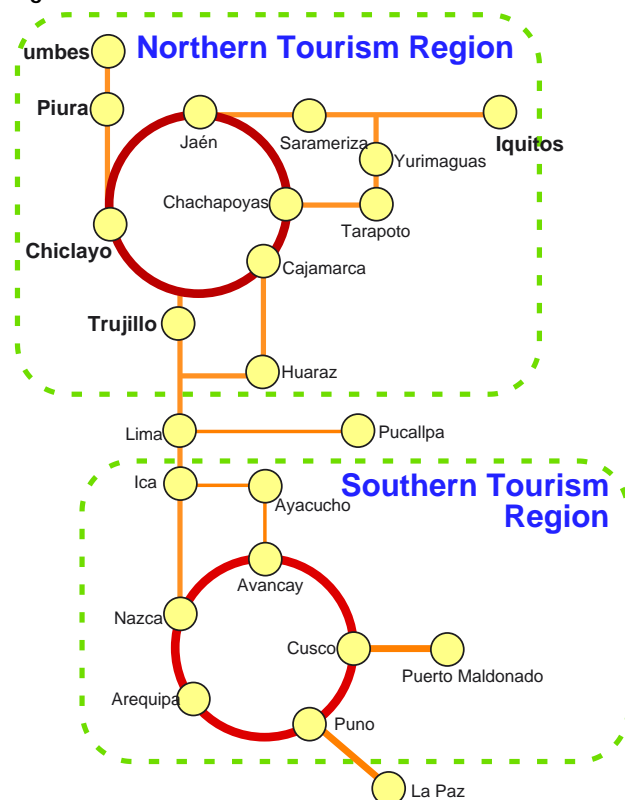 Northern Tourism Region
umbes
Piura
Jaén
Sarameriza
Iquitos
Yurimaguas
Chachapoyas
Tarapoto
Chiclayo
Cajamarca
Trujillo
Huaraz
Lima
Pucallpa
Ica
Southern Tourism
Region
Ayacucho
Avancay
Nazca
Cusco
Puerto Maldonado
Arequipa
Puno
La Paz